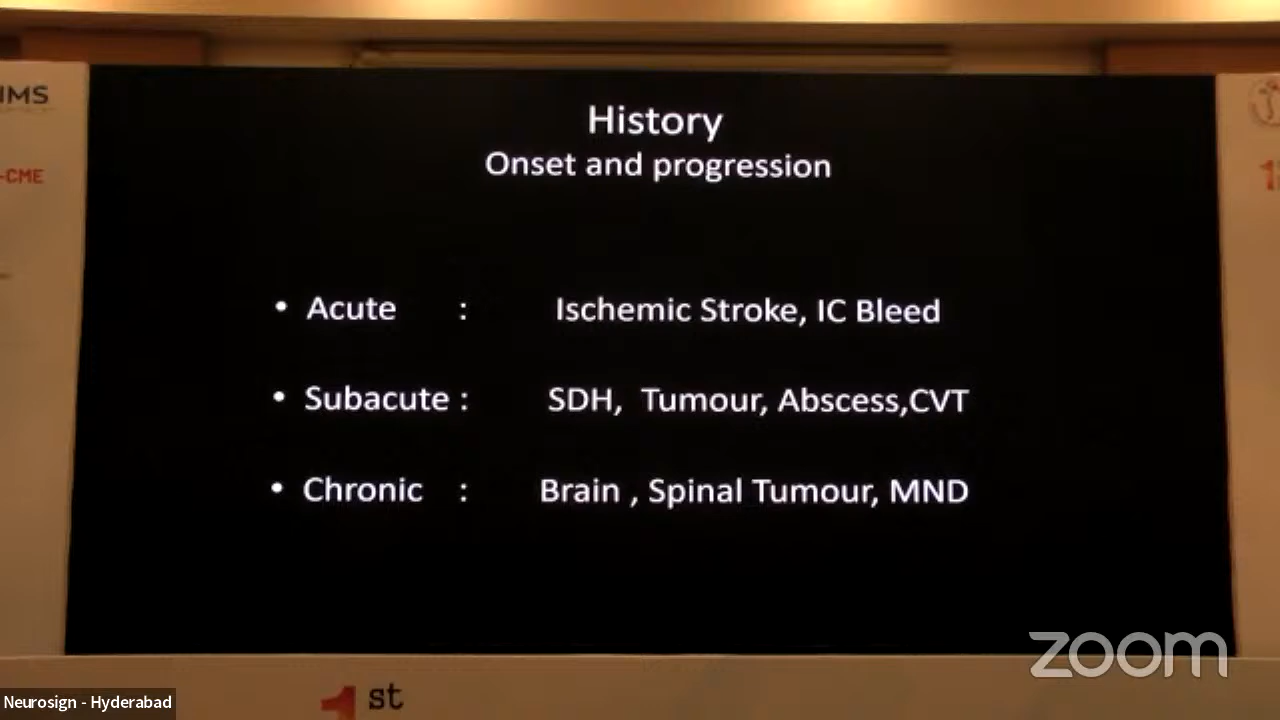 IMS
-CME
History
Onset and progression
• Acute : Ischemic Stroke, IC Bleed
• Subacute : SDH, Tumour, Abscess,CVT
• Chronic : Brain , Spinal Tumour, MND
zoom
Neurosign - Hyderabad
1st